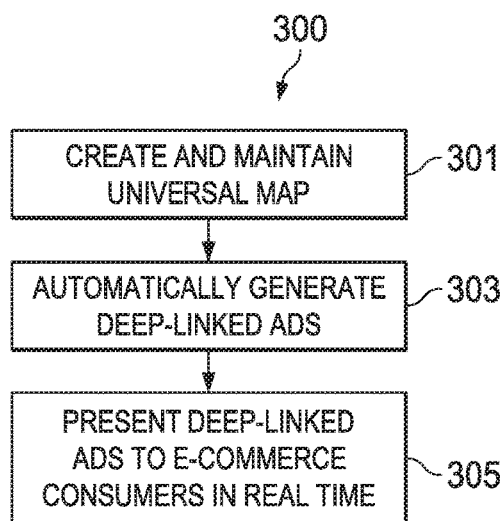 300
CREATE AND MAINTAIN
UNIVERSAL MAP
301
AUTOMATICALLY GENERATE
DEEP-LINKED ADS
303
PRESENT DEEP-LINKED
ADS TO E-COMMERCE
CONSUMERS IN REAL TIME
305